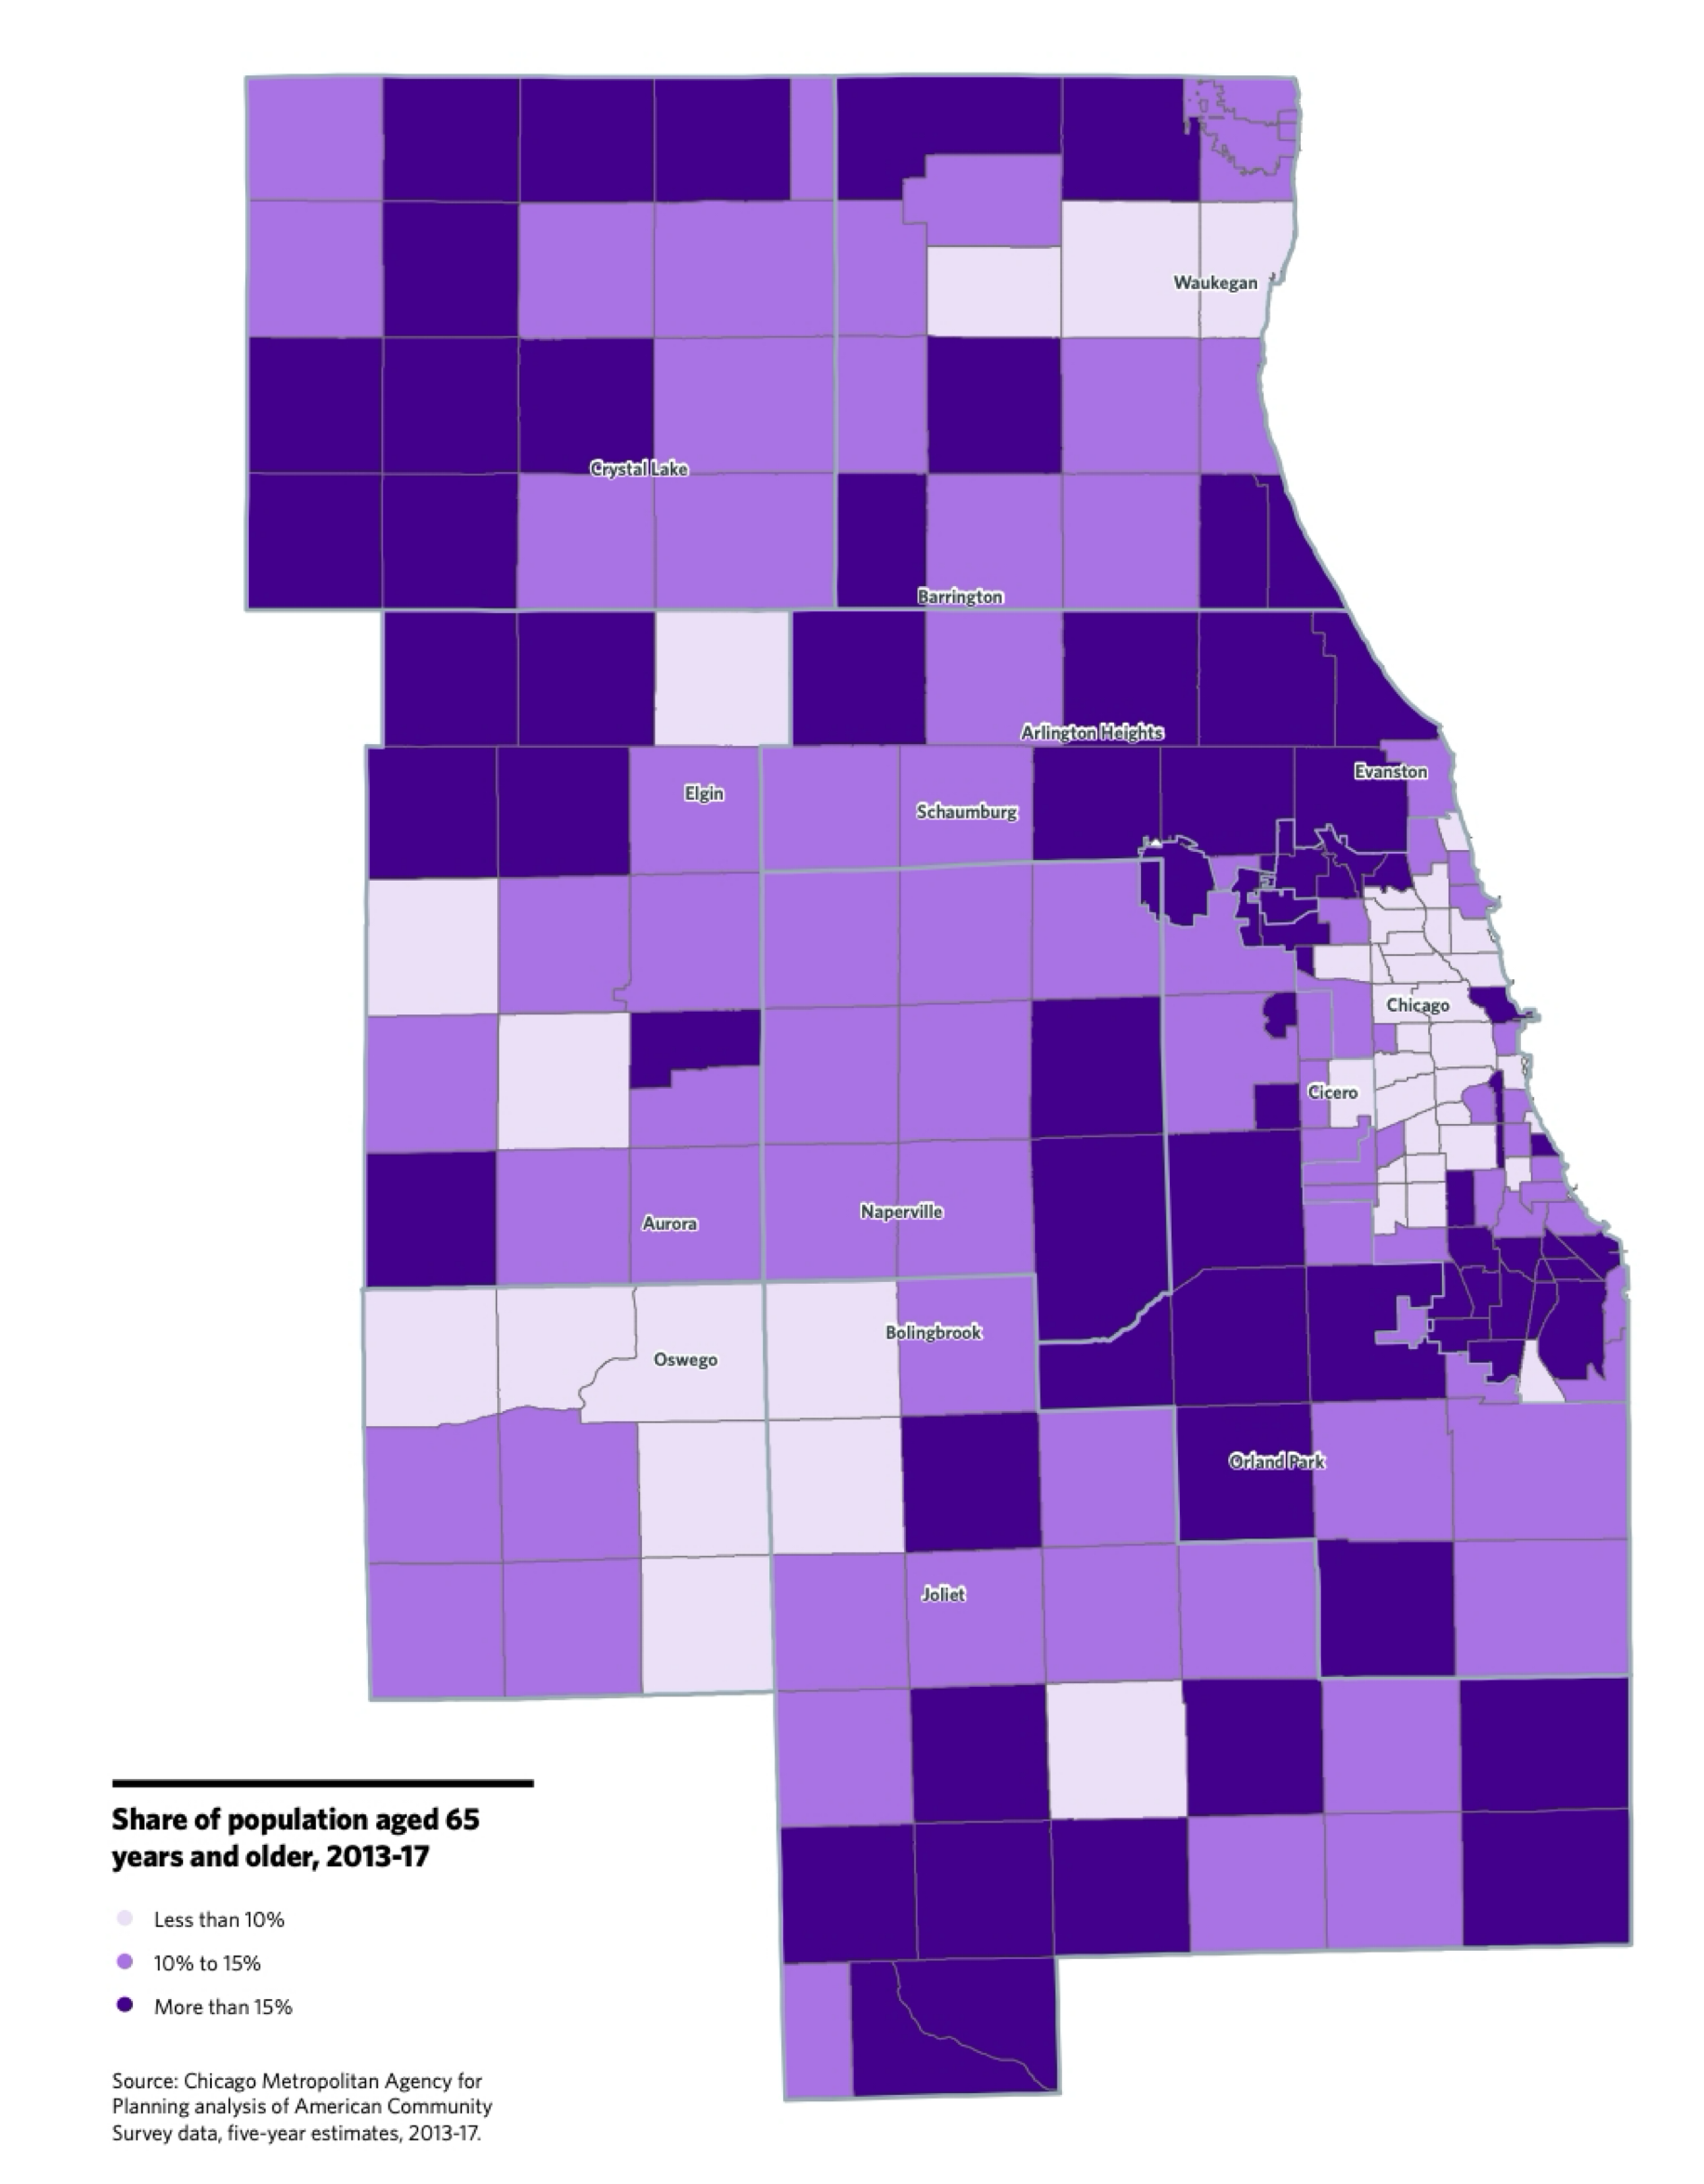 Waukegan
Crystal Lake
Barrington
Arlington Heights
Evanston
Elgin
Schaumburg
Chicago
Cicero
Naperville
Aurora
Bolingbrook
Oswego
Orland Park
Joliet
Share of population aged 65
years and older, 2013-17
Less than 10%
10% to 15%
More than 15%
Source: Chicago Metropolitan Agency for
Planning analysis of American Community
Survey data, five-year estimates, 2013-17.